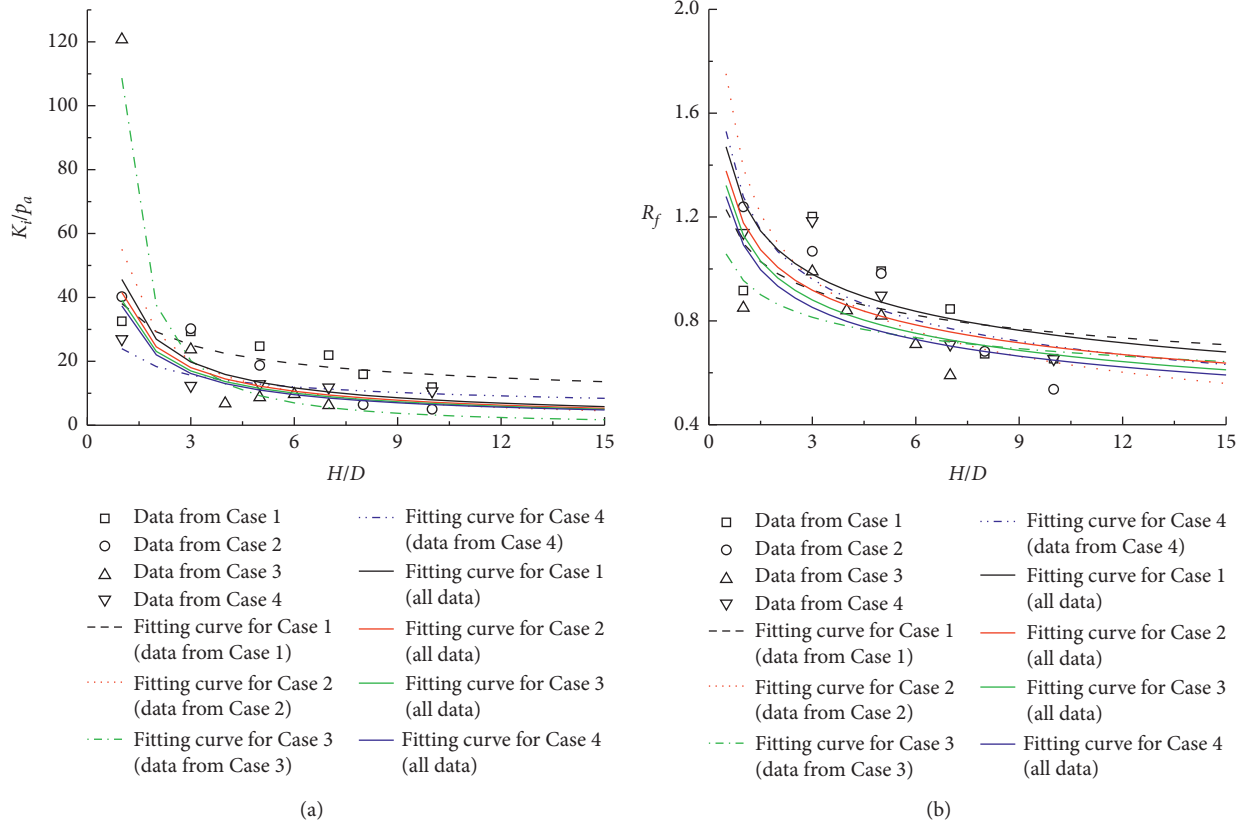 120
100
80
60
40
20
0
K_i/p_a
0 3 6 9 12 15
H/D
Data from Case 1
Data from Case 2
Data from Case 3
Data from Case 4
Fitting curve for Case 1
(data from Case 1)
Fitting curve for Case 2
(data from Case 2)
Fitting curve for Case 3
(data from Case 3)
Fitting curve for Case 4
(data from Case 4)
Fitting curve for Case 1
(all data)
Fitting curve for Case 2
(all data)
Fitting curve for Case 3
(all data)
Fitting curve for Case 4
(all data)
(a)
2.0
1.6
1.2
0.8
0.4
R_f
0 3 6 9 12 15
H/D
Data from Case 1
Data from Case 2
Data from Case 3
Data from Case 4
Fitting curve for Case 1
(data from Case 1)
Fitting curve for Case 2
(data from Case 2)
Fitting curve for Case 3
(data from Case 3)
Fitting curve for Case 4
(data from Case 4)
Fitting curve for Case 1
(all data)
Fitting curve for Case 2
(all data)
Fitting curve for Case 3
(all data)
Fitting curve for Case 4
(all data)
(b)